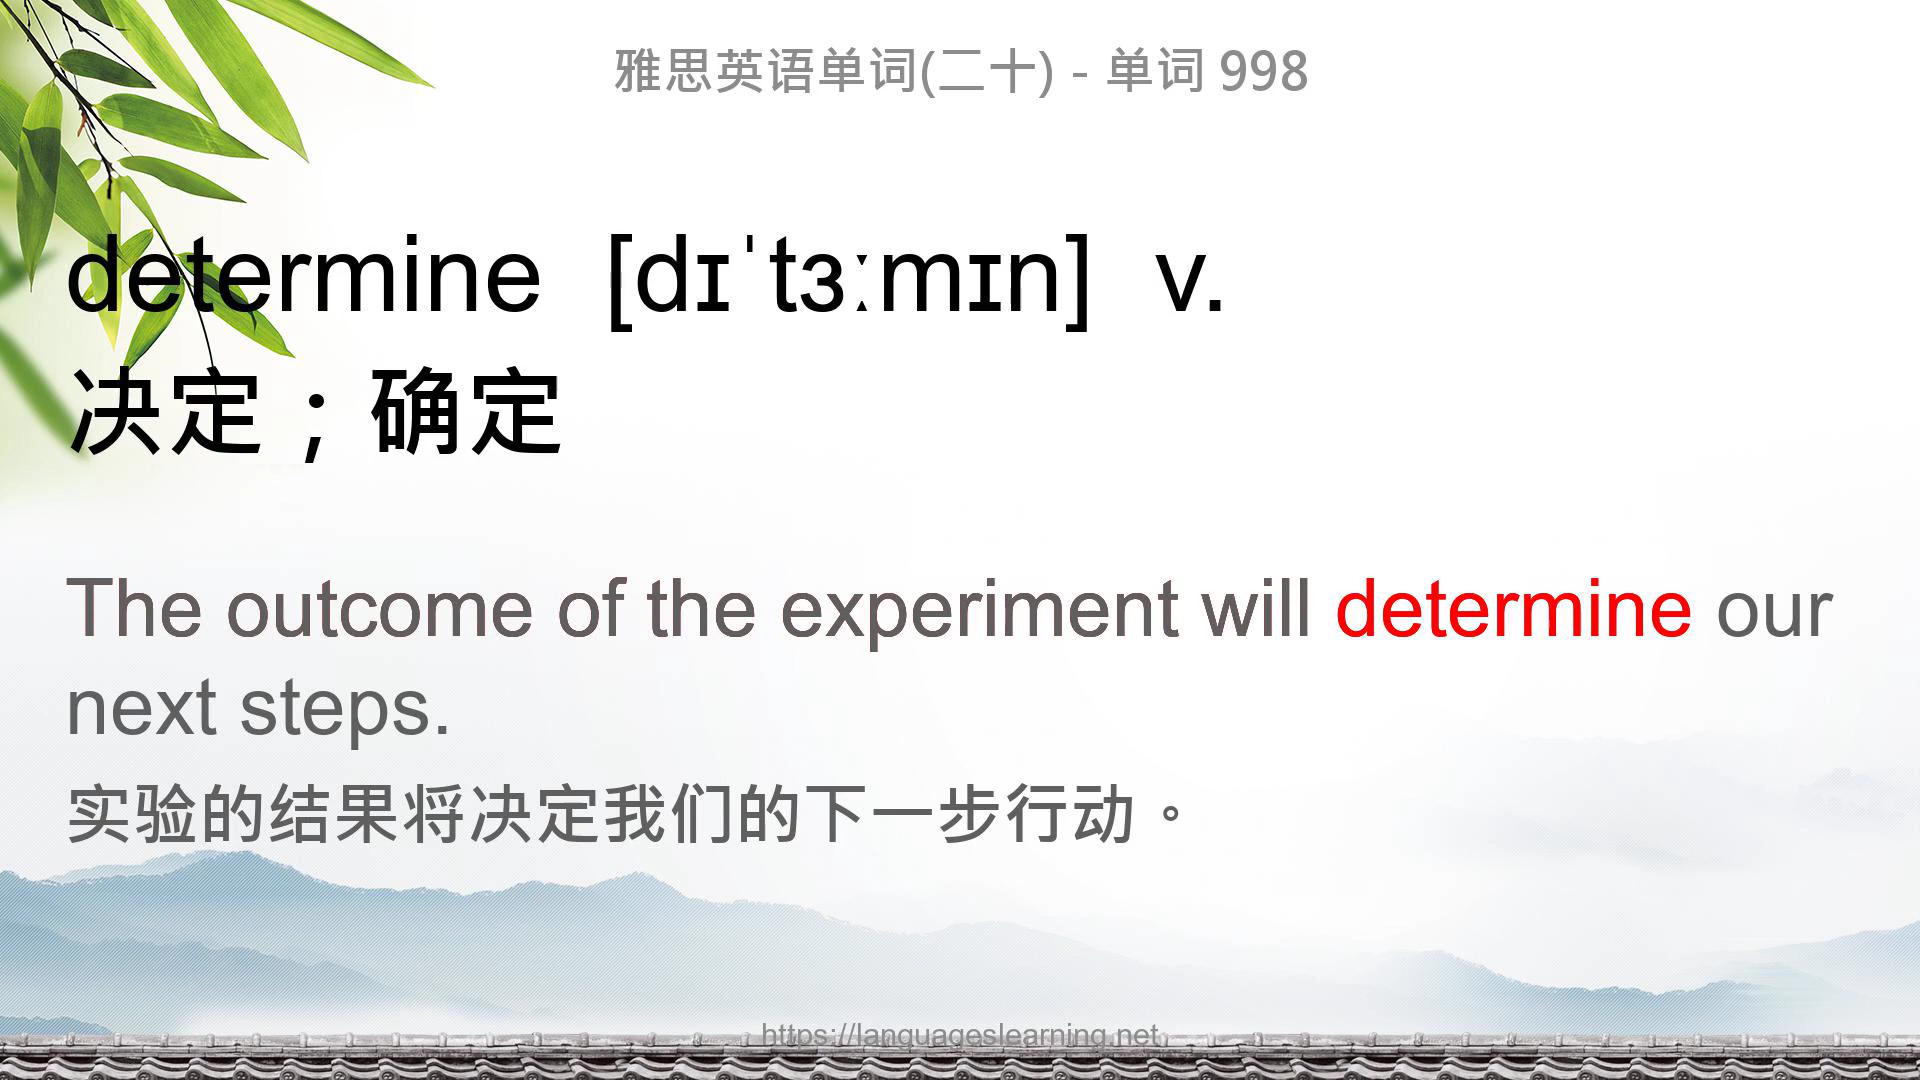 雅思英语单词(二十) - 单词 998
determine [dɪˈtɜːmɪn] v.
决定；确定
The outcome of the experiment will determine our
next steps.
实验的结果将决定我们的下一步行动。
https://languageslearning.net